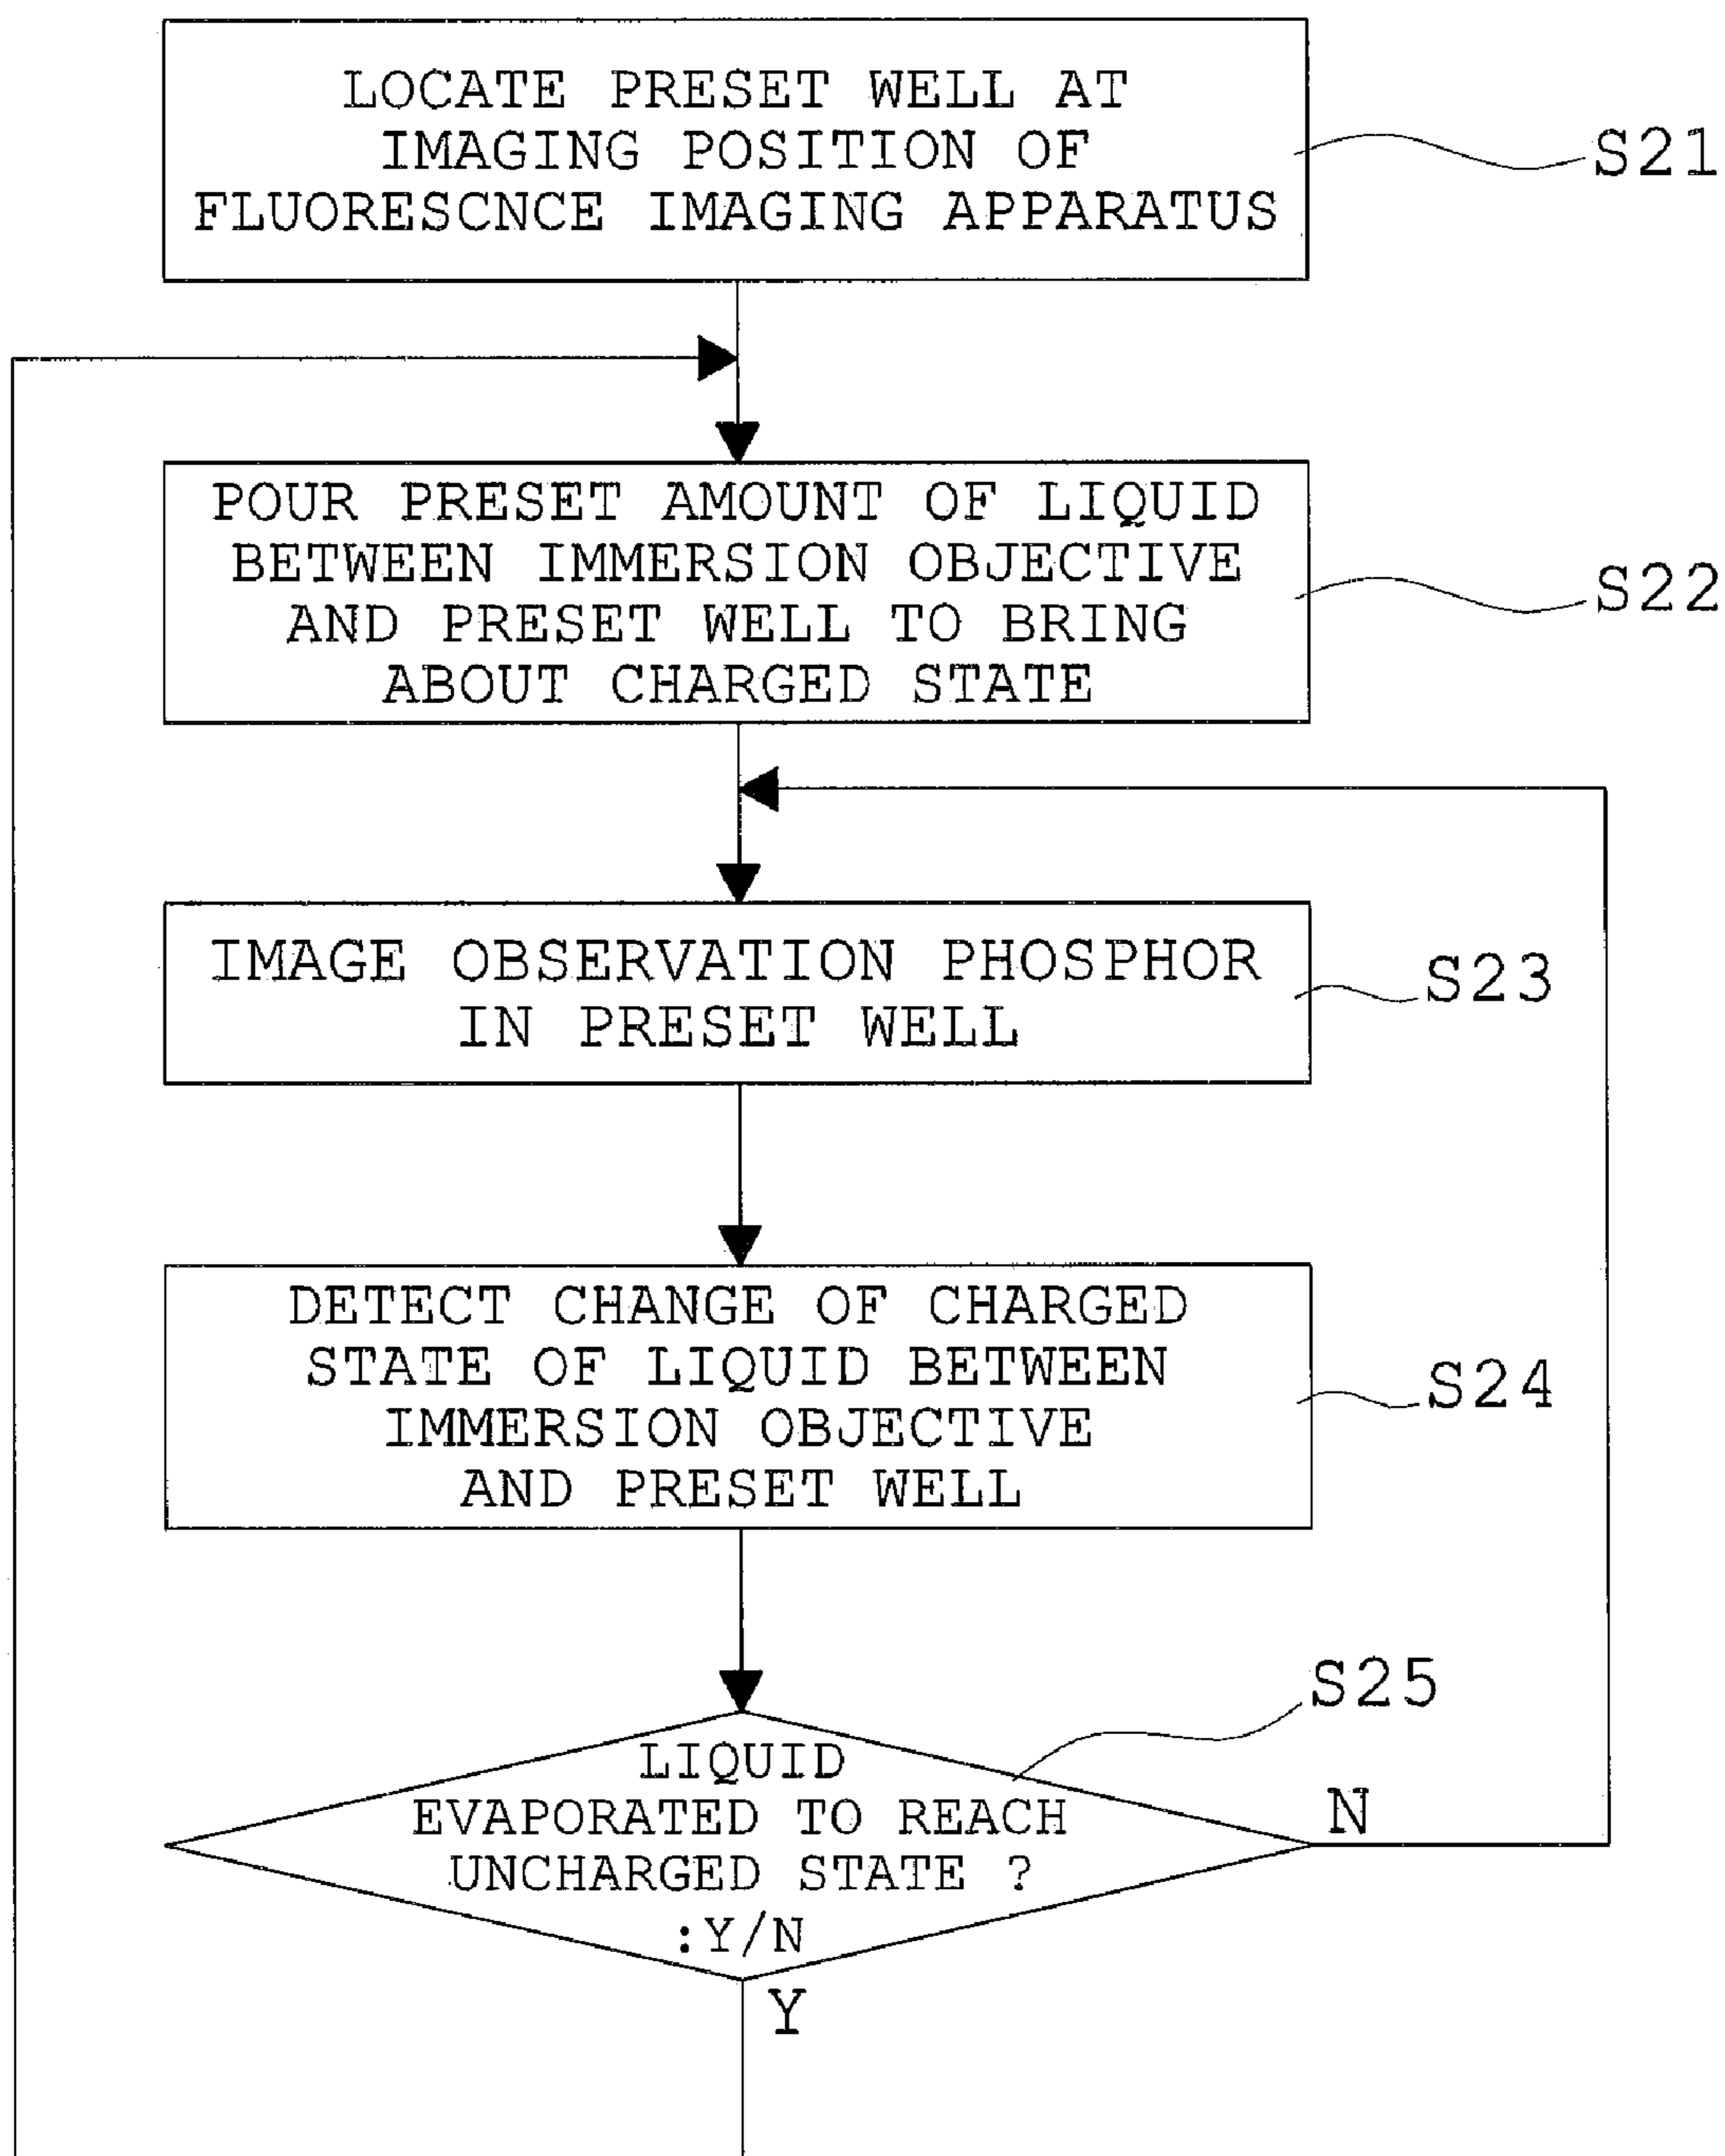 LOCATE PRESET WELL AT
IMAGING POSITION OF
FLUORESCNCE IMAGING APPARATUS
S21
POUR PRESET AMOUNT OF LIQUID
BETWEEN IMMERSION OBJECTIVE
AND PRESET WELL TO BRING
ABOUT CHARGED STATE
S22
IMAGE OBSERVATION PHOSPHOR
IN PRESET WELL
S23
DETECT CHANGE OF CHARGED
STATE OF LIQUID BETWEEN
IMMERSION OBJECTIVE
AND PRESET WELL
S24
S25
LIQUID
EVAPORATED TO REACH
UNCHARGED STATE ?
:Y/N
N
Y